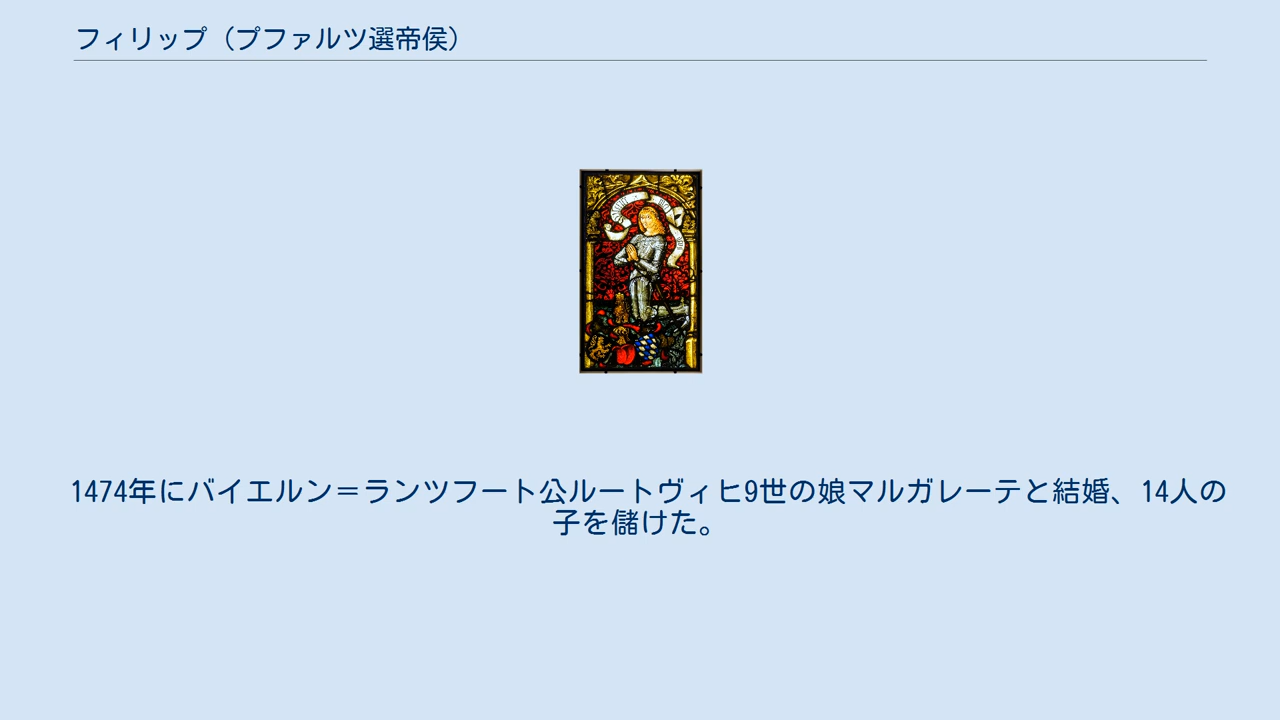 フィリップ（プファルツ選帝侯）
1474年にバイエルン＝ランツフート公ルートヴィヒ9世の娘マルガレーテと結婚、14人の
子を儲けた。